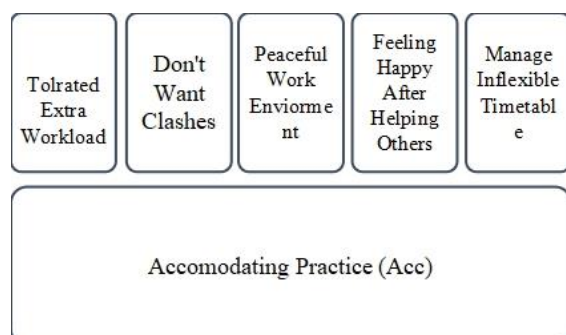 Tolrated
Extra
Workload
Don't
Want
Clashes
Peaceful
Work
Enviorme
nt
Feeling
Happy
After
Helping
Others
Manage
Inflexible
Timetabl
e
Accomodating Practice (Acc)